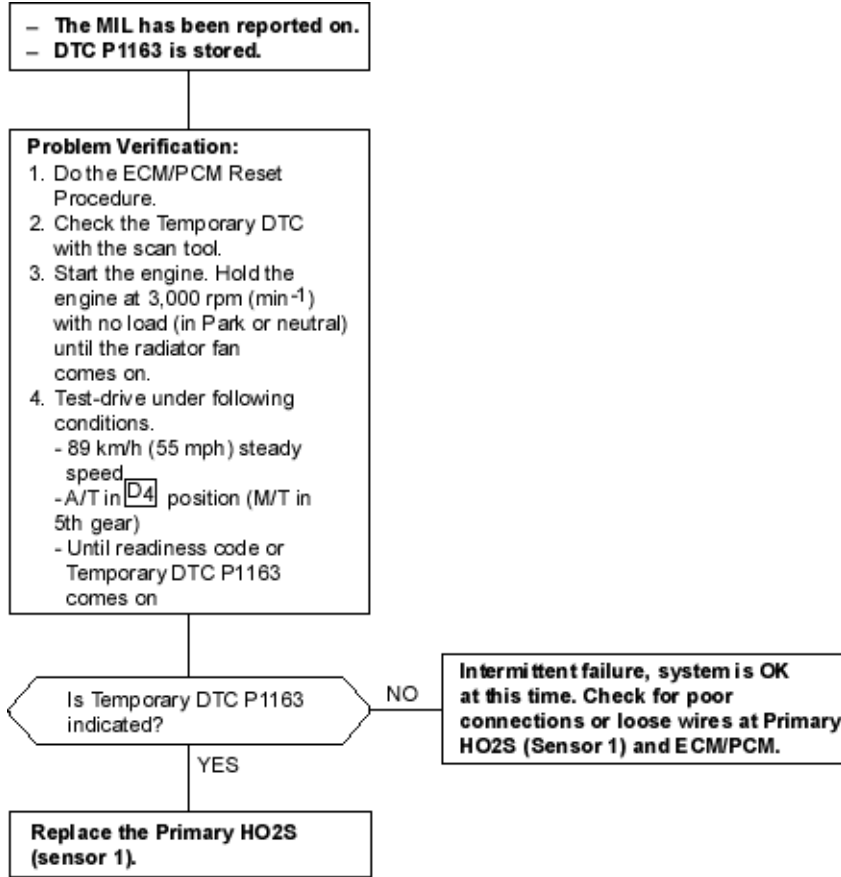 – The MIL has been reported on.
– DTC P1163 is stored.
Problem Verification:
1. Do the ECM/PCM Reset
Procedure.
2. Check the Temporary DTC
with the scan tool.
3. Start the engine. Hold the
engine at 3,000 rpm (min-1)
with no load (in Park or neutral)
until the radiator fan
comes on.
4. Test-drive under following
conditions.
- 89 km/h (55 mph) steady
speed
- A/T in D4 position (M/T in
5th gear)
- Until readiness code or
Temporary DTC P1163
comes on
Is Temporary DTC P1163
indicated?
NO
Intermittent failure, system is OK
at this time. Check for poor
connections or loose wires at Primary
HO2S (Sensor 1) and ECM/PCM.
YES
Replace the Primary HO2S
(sensor 1).